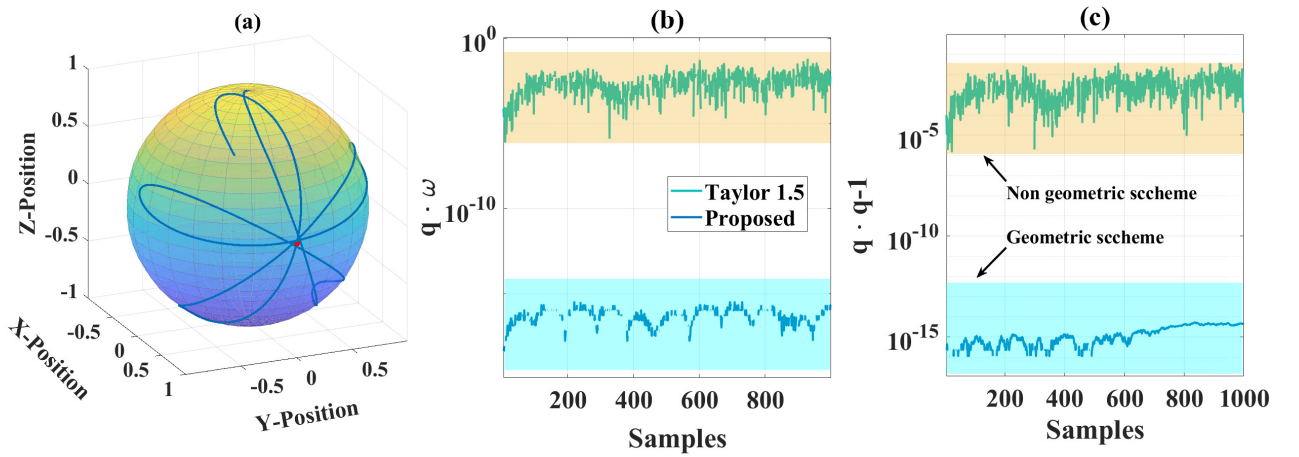 (a)
1
0.5
0
-0.5
-1
Z-Position
-0.5
0
0.5
1
X-Position
-0.5
0
0.5
Y-Position
(b)
10^0
10^-10
q · ω
Taylor 1.5
Proposed
200
400
600
800
Samples
(c)
10^-5
10^-10
10^-15
q · q-1
Non geometric sccheme
Geometric sccheme
200
400
600
800
1000
Samples